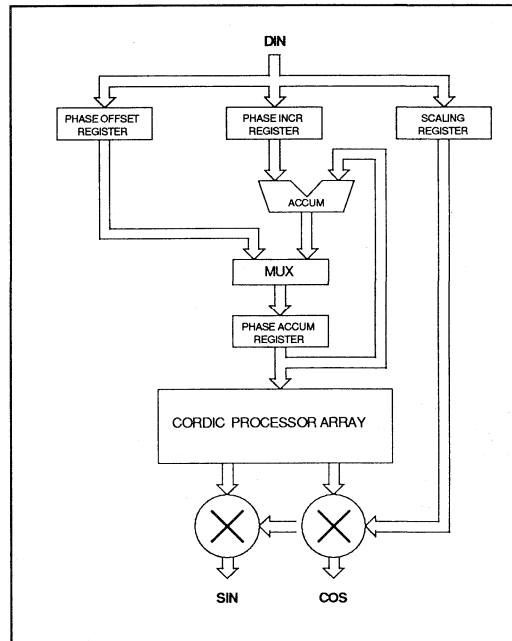 DIN
PHASE OFFSET
REGISTER
PHASE INCR
REGISTER
SCALING
REGISTER
ACCUM
MUX
PHASE ACCUM
REGISTER
CORDIC PROCESSOR ARRAY
SIN
COS